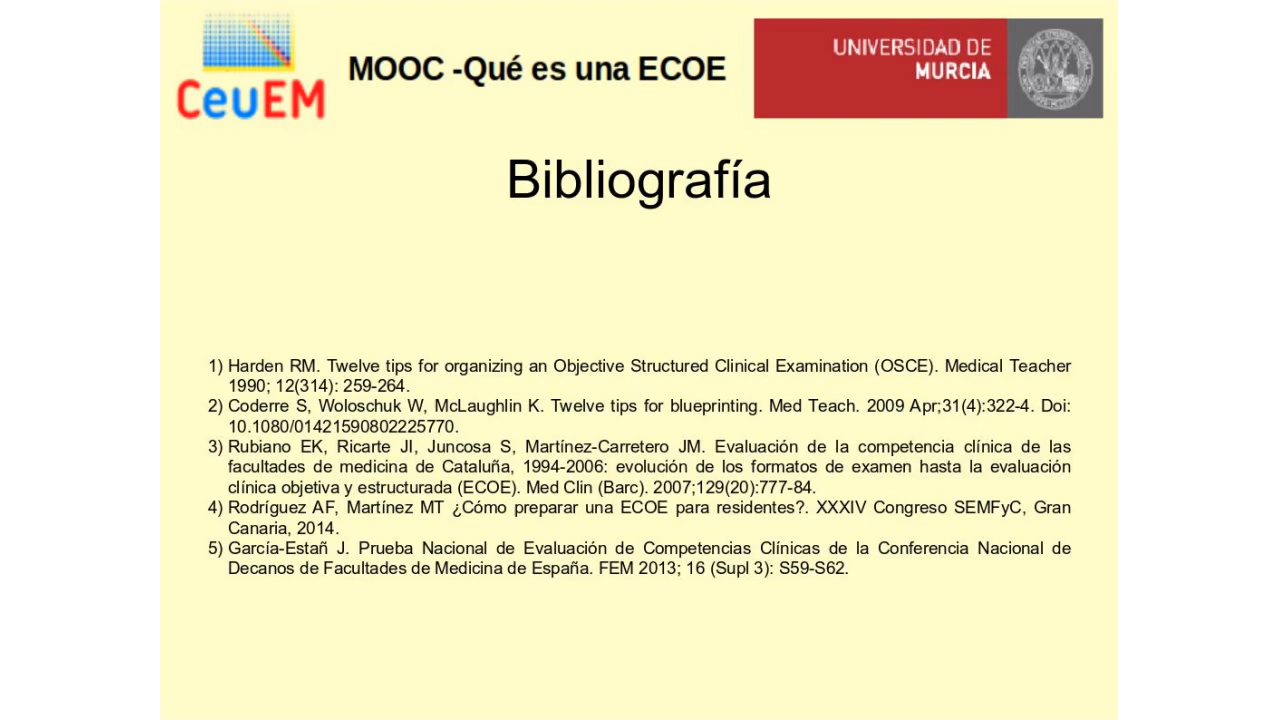 CeuEM
MOOC -Qué es una ECOE
UNIVERSIDAD DE
MURCIA
Bibliografía
1) Harden RM. Twelve tips for organizing an Objective Structured Clinical Examination (OSCE). Medical Teacher
1990; 12(314): 259-264.
2) Coderre S, Woloschuk W, McLaughlin K. Twelve tips for blueprinting. Med Teach. 2009 Apr;31(4):322-4. Doi:
10.1080/01421590802225770.
3) Rubiano EK, Ricarte JI, Juncosa S, Martínez-Carretero JM. Evaluación de la competencia clínica de las
facultades de medicina de Cataluña, 1994-2006: evolución de los formatos de examen hasta la evaluación
clínica objetiva y estructurada (ECOE). Med Clin (Barc). 2007;129(20):777-84.
4) Rodríguez AF, Martínez MT ¿Cómo preparar una ECOE para residentes?. XXXIV Congreso SEMFyC, Gran
Canaria, 2014.
5) García-Estañ J. Prueba Nacional de Evaluación de Competencias Clínicas de la Conferencia Nacional de
Decanos de Facultades de Medicina de España. FEM 2013; 16 (Supl 3): S59-S62.